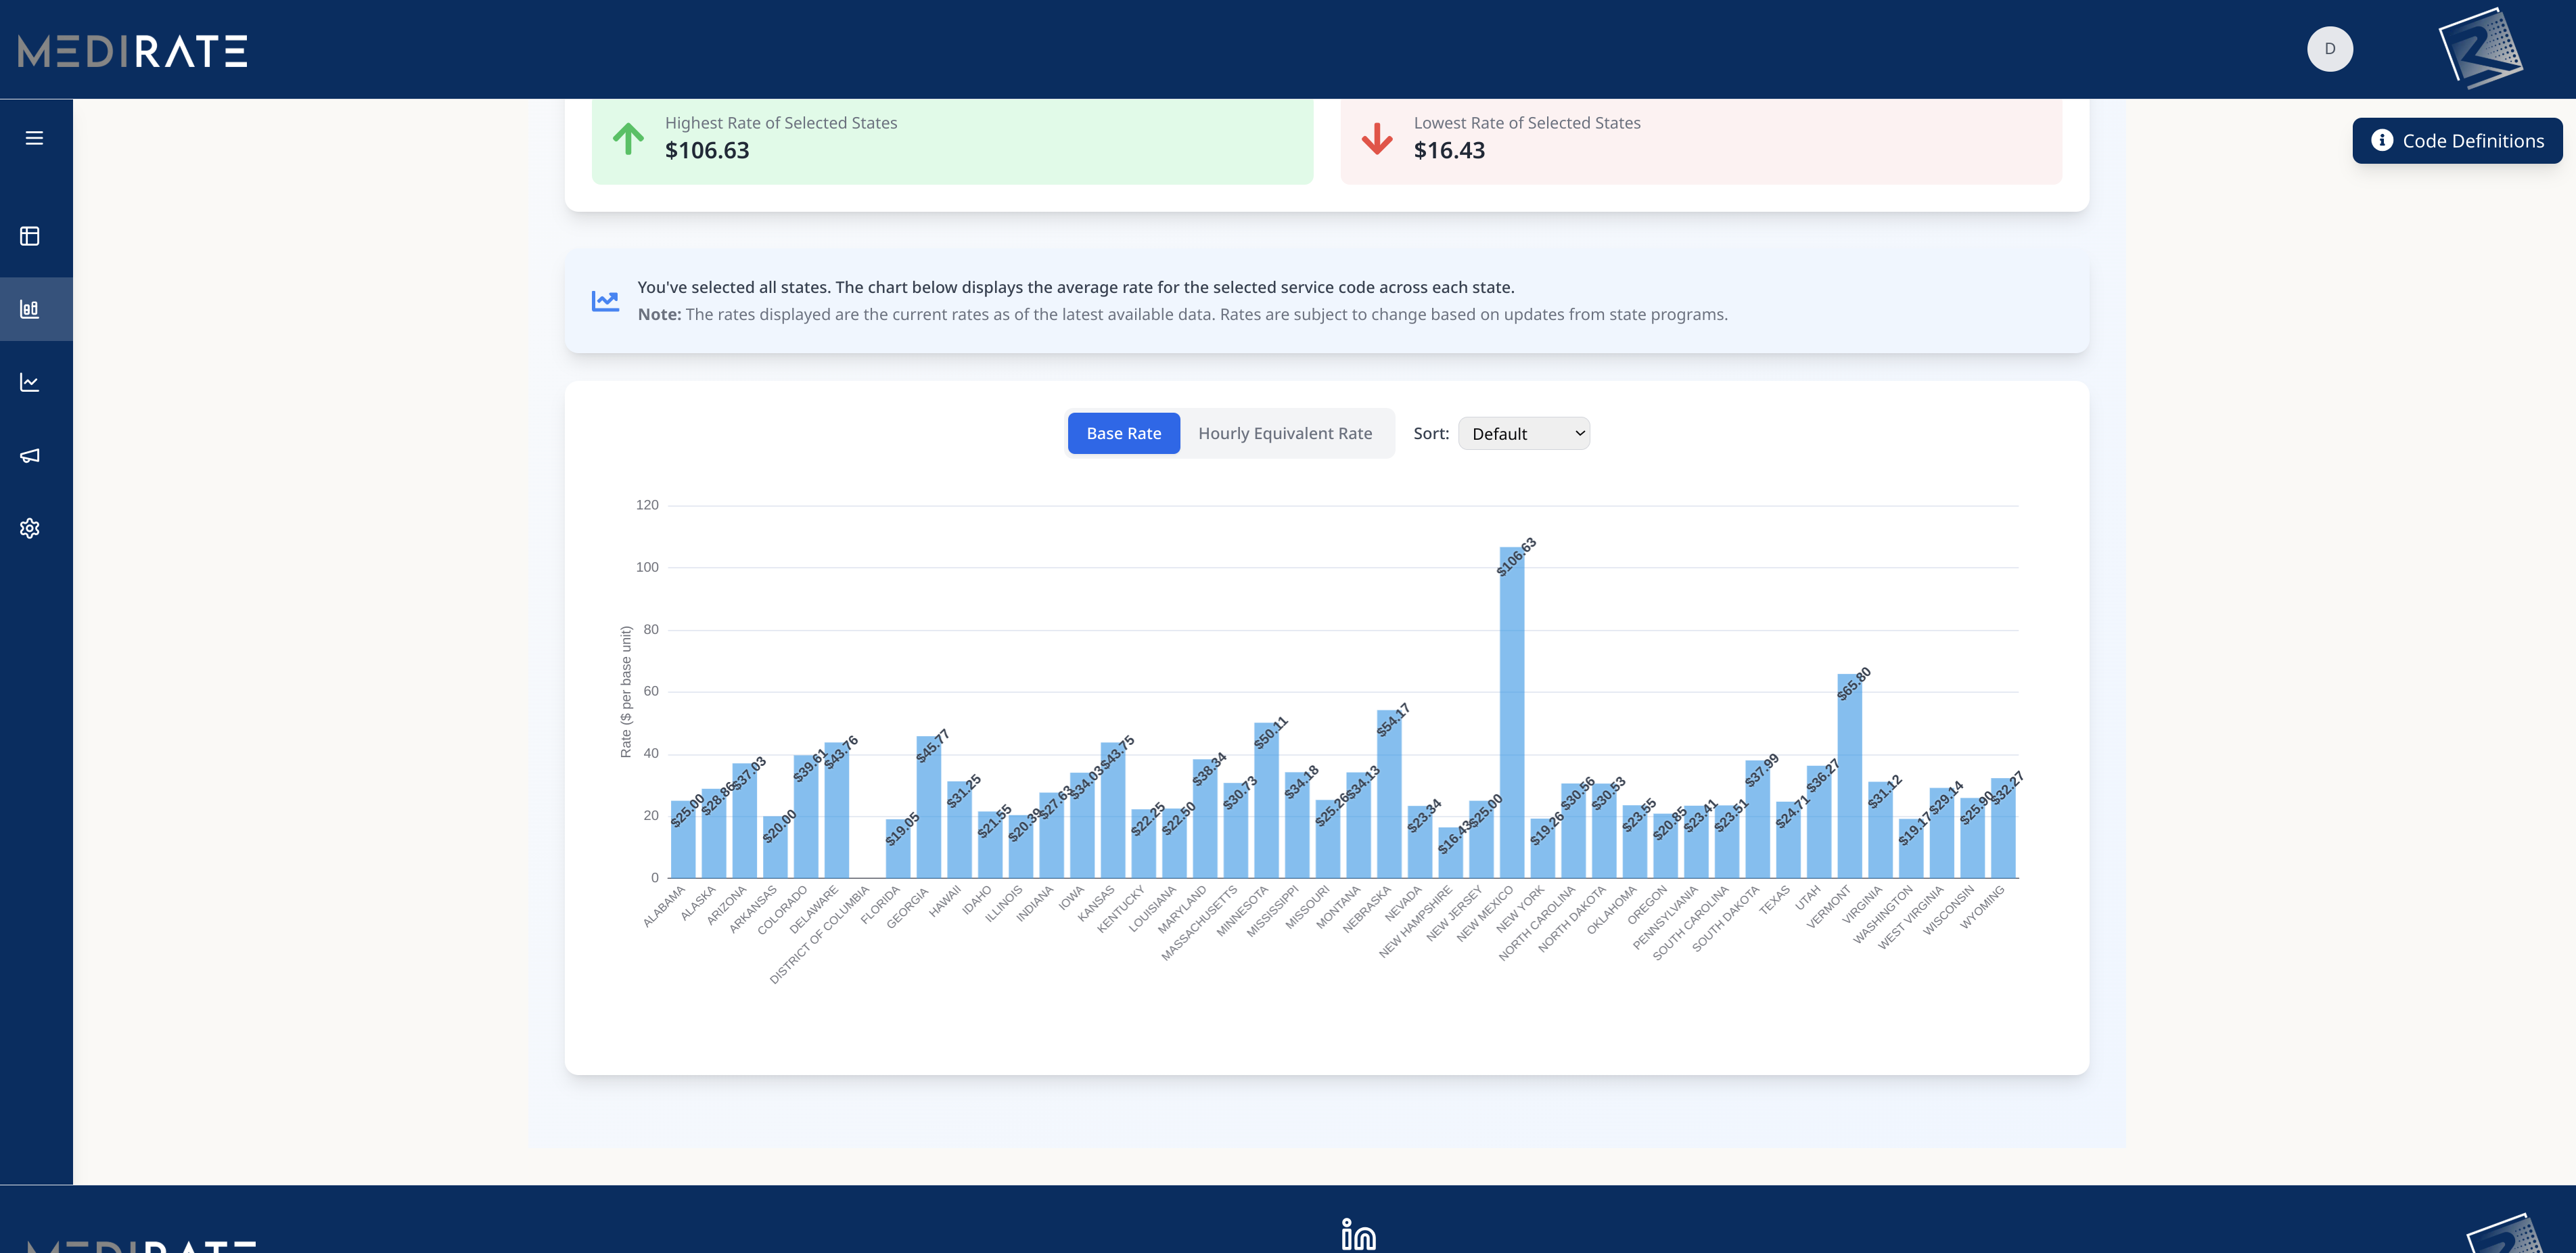 MEDIRATE
D
Code Definitions
Highest Rate of Selected States
$106.63
Lowest Rate of Selected States
$16.43
You've selected all states. The chart below displays the average rate for the selected service code across each state.
Note: The rates displayed are the current rates as of the latest available data. Rates are subject to change based on updates from state programs.
Base Rate
Hourly Equivalent Rate
Sort:
Default
Rate ($ per base unit)
120
100
80
60
40
20
0
$25.00
$28.86
$37.03
$20.00
$39.61
$43.76
$19.05
$45.77
$31.25
$21.55
$20.39
$27.63
$34.03
$43.75
$22.25
$22.50
$38.34
$30.73
$50.11
$34.18
$25.26
$34.13
$54.17
$23.34
$16.43
$25.00
$106.63
$19.26
$30.56
$30.53
$23.55
$20.85
$23.41
$23.51
$37.99
$24.71
$36.27
$65.80
$31.12
$19.17
$29.14
$25.90
$32.27
ALABAMA
ALASKA
ARIZONA
ARKANSAS
COLORADO
DELAWARE
DISTRICT OF COLUMBIA
FLORIDA
GEORGIA
HAWAII
IDAHO
ILLINOIS
INDIANA
IOWA
KANSAS
KENTUCKY
LOUISIANA
MARYLAND
MASSACHUSETTS
MINNESOTA
MISSISSIPPI
MISSOURI
MONTANA
NEBRASKA
NEVADA
NEW HAMPSHIRE
NEW JERSEY
NEW MEXICO
NEW YORK
NORTH CAROLINA
NORTH DAKOTA
OKLAHOMA
OREGON
PENNSYLVANIA
SOUTH CAROLINA
SOUTH DAKOTA
TEXAS
UTAH
VERMONT
VIRGINIA
WASHINGTON
WEST VIRGINIA
WISCONSIN
WYOMING
in
MEDIRATE